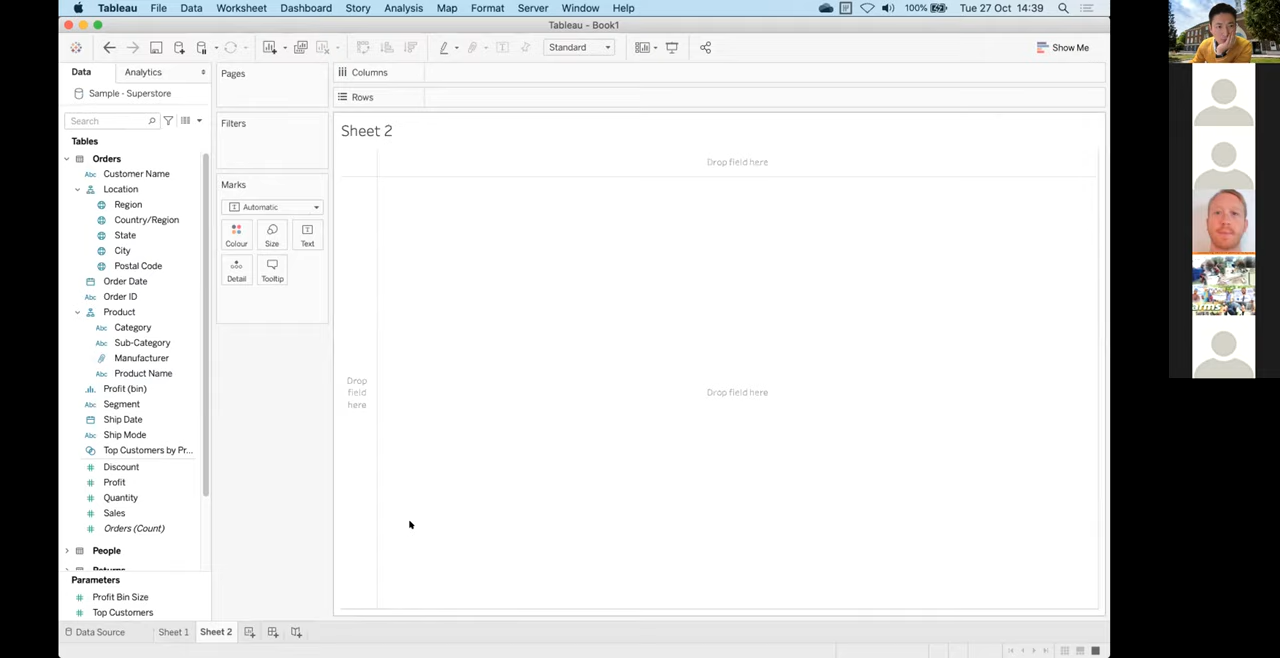 Tableau File Data Worksheet Dashboard Story Analysis Map Format Server Window Help 100% Tue 27 Oct 14:39
Tableau - Book1
Standard Show Me
Data Analytics
Sample - Superstore
Search
Tables
Orders
Customer Name
Location
Region
Country/Region
State
City
Postal Code
Order Date
Order ID
Product
Category
Sub-Category
Manufacturer
Product Name
Profit (bin)
Segment
Ship Date
Ship Mode
Top Customers by Pr...
Discount
Profit
Quantity
Sales
Orders (Count)
People
Returns
Parameters
Profit Bin Size
Top Customers
Pages
Filters
Marks
Automatic
Colour Size Text
Detail Tooltip
Columns
Rows
Sheet 2
Drop field here
Drop
field
here
Drop field here
Data Source Sheet 1 Sheet 2